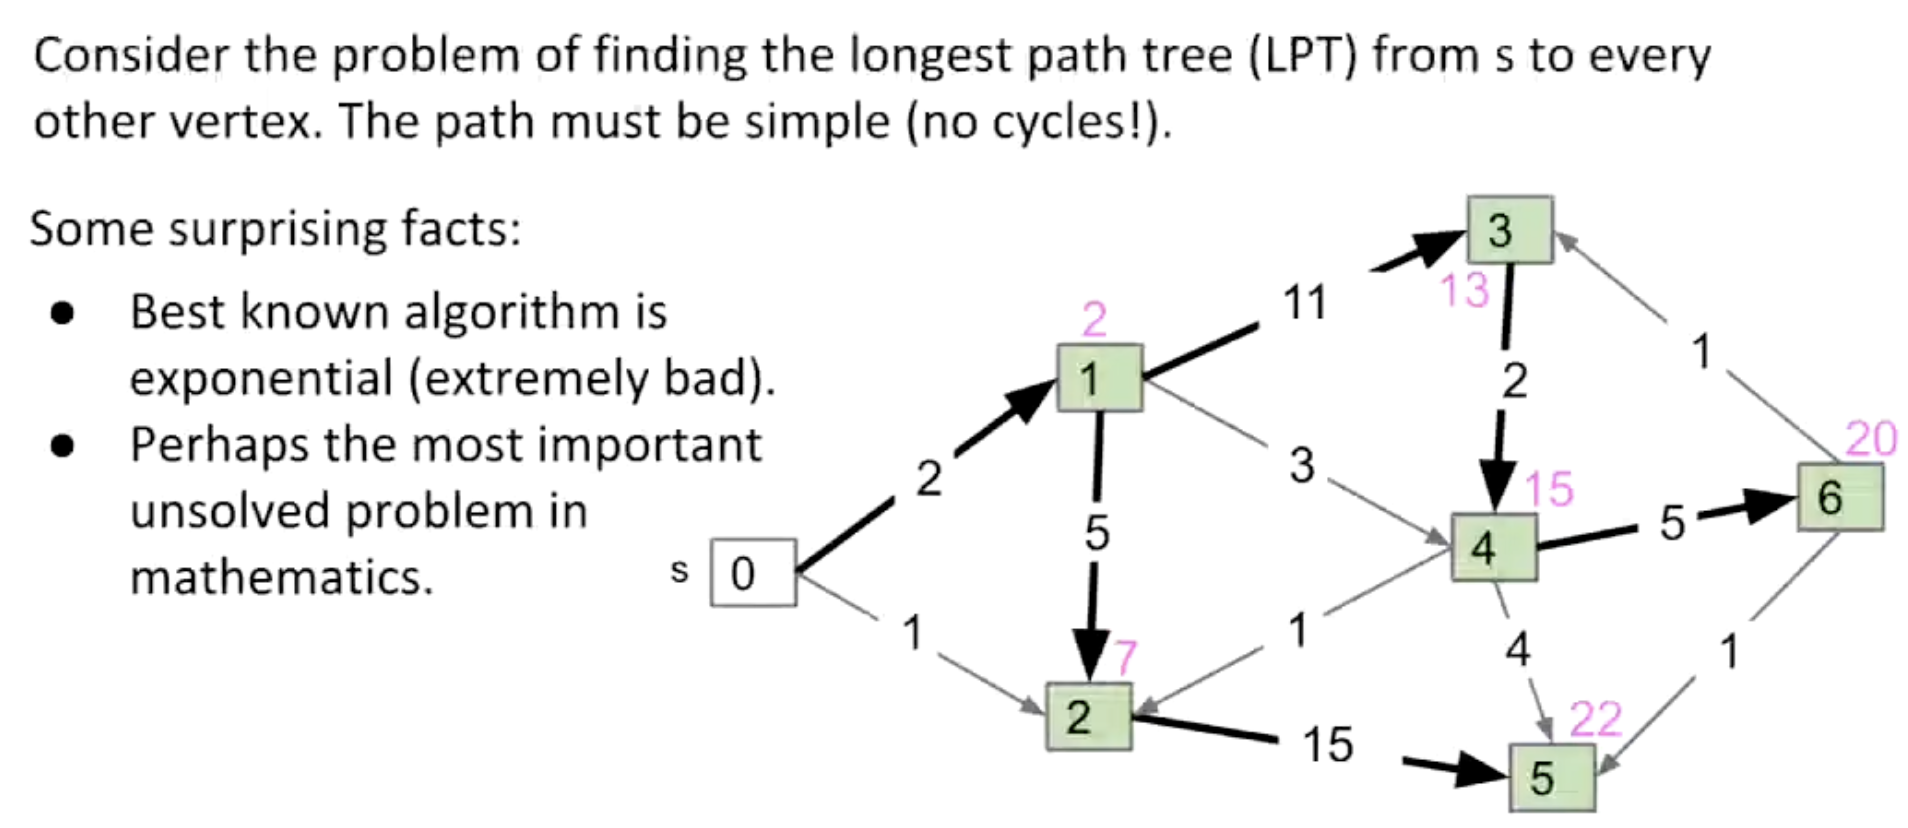 Consider the problem of finding the longest path tree (LPT) from s to every
other vertex. The path must be simple (no cycles!).
Some surprising facts:
● Best known algorithm is
exponential (extremely bad).
● Perhaps the most important
unsolved problem in
mathematics.
3
13
11
2
1
1
2
20
2
3
15
6
5
5
4
s 0
1
1
7
4
1
2
22
15
5